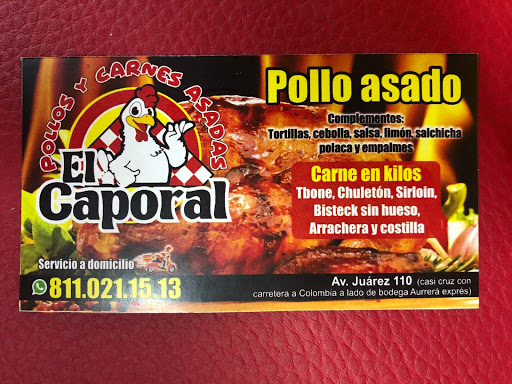 POLLOS Y CARNES ASADAS
El
Caporal
Servicio a domicilio
811.021.15.13
Pollo asado
Complementos:
Tortillas, cebolla, salsa, limón, salchicha
polaca y empalmes
Carne en kilos
Tbone, Chuletón, Sirloin,
Bisteck sin hueso,
Arrachera y costilla
Av. Juárez 110 (casi cruz con
carretera a Colombia a lado de bodega Aurrerá expres)